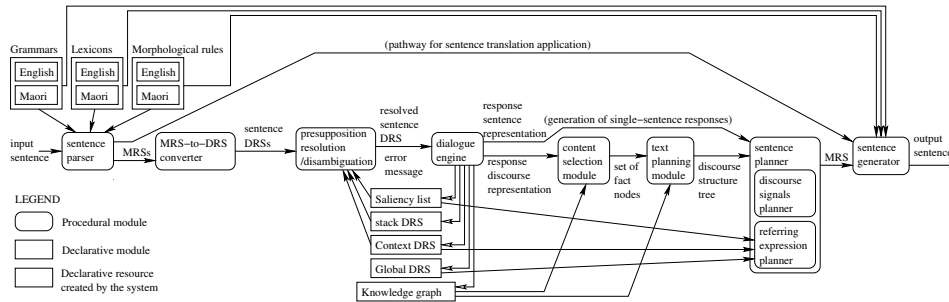 Grammars
Lexicons
Morphological rules
English
Maori
English
Maori
English
Maori
(pathway for sentence translation application)
input
sentence
sentence
parser
MRSs
MRS−to−DRS
converter
sentence
DRSs
presupposition
resolution
/disambiguation
resolved
sentence
DRS
error
message
dialogue
engine
response
sentence
representation
(generation of single−sentence responses)
response
discourse
representation
content
selection
module
set of
fact
nodes
text
planning
module
discourse
structure
tree
sentence
planner
discourse
signals
planner
referring
expression
planner
MRS
sentence
generator
output
sentence
Saliency list
stack DRS
Context DRS
Global DRS
Knowledge graph
LEGEND
Procedural module
Declarative module
Declarative resource
created by the system